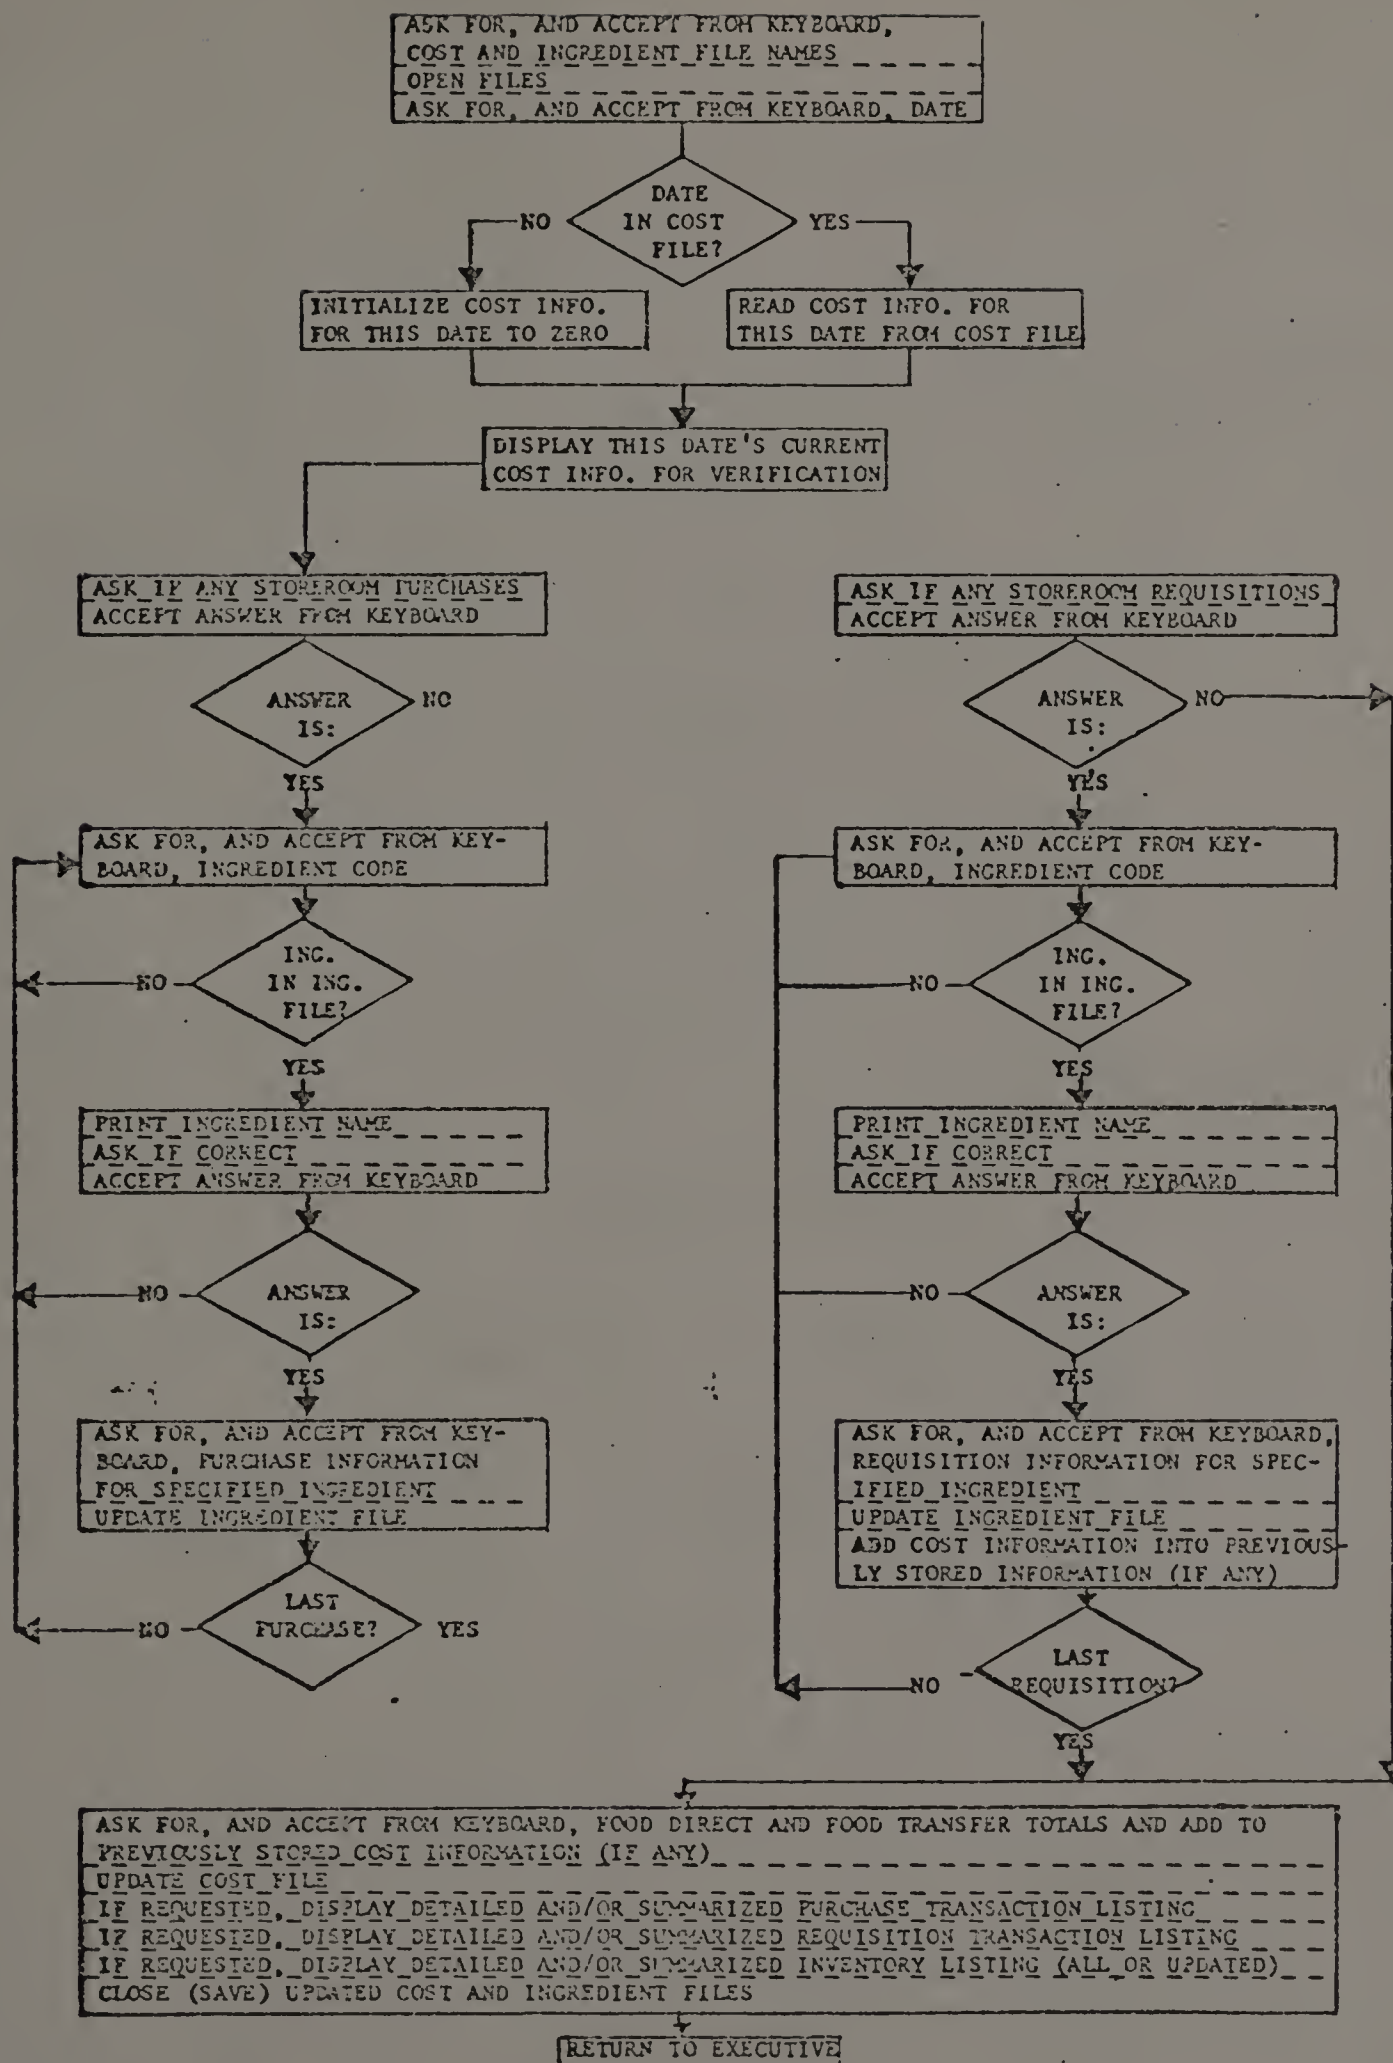 ASK FOR, AND ACCEPT FROM KEYBOARD,
COST AND INGREDIENT FILE NAMES
OPEN FILES
ASK FOR, AND ACCEPT FROM KEYBOARD, DATE
DATE
IN COST
FILE?
NO
YES
INITIALIZE COST INFO.
FOR THIS DATE TO ZERO
READ COST INFO. FOR
THIS DATE FROM COST FILE
DISPLAY THIS DATE'S CURRENT
COST INFO. FOR VERIFICATION
ASK IF ANY STOREROOM PURCHASES
ACCEPT ANSWER FROM KEYBOARD
ANSWER
IS:
NO
YES
ASK FOR, AND ACCEPT FROM KEY-
BOARD, INGREDIENT CODE
ING.
IN ING.
FILE?
NO
YES
PRINT INGREDIENT NAME
ASK IF CORRECT
ACCEPT ANSWER FROM KEYBOARD
ANSWER
IS:
NO
YES
ASK FOR, AND ACCEPT FROM KEY-
BOARD, PURCHASE INFORMATION
FOR SPECIFIED INGREDIENT
UPDATE INGREDIENT FILE
LAST
PURCHASE?
NO
YES
ASK IF ANY STOREROOM REQUISITIONS
ACCEPT ANSWER FROM KEYBOARD
ANSWER
IS:
NO
YES
ASK FOR, AND ACCEPT FROM KEY-
BOARD, INGREDIENT CODE
ING.
IN ING.
FILE?
NO
YES
PRINT INGREDIENT NAME
ASK IF CORRECT
ACCEPT ANSWER FROM KEYBOARD
ANSWER
IS:
NO
YES
ASK FOR, AND ACCEPT FROM KEYBOARD,
REQUISITION INFORMATION FOR SPEC-
IFIED INGREDIENT
UPDATE INGREDIENT FILE
ADD COST INFORMATION INTO PREVIOUS-
LY STORED INFORMATION (IF ANY)
LAST
REQUISITION?
NO
YES
ASK FOR, AND ACCEPT FROM KEYBOARD, FOOD DIRECT AND FOOD TRANSFER TOTALS AND ADD TO
PREVIOUSLY STORED COST INFORMATION (IF ANY)
UPDATE COST FILE
IF REQUESTED, DISPLAY DETAILED AND/OR SUMMARIZED PURCHASE TRANSACTION LISTING
IF REQUESTED, DISPLAY DETAILED AND/OR SUMMARIZED REQUISITION TRANSACTION LISTING
IF REQUESTED, DISPLAY DETAILED AND/OR SUMMARIZED INVENTORY LISTING (ALL OR UPDATED)
CLOSE (SAVE) UPDATED COST AND INGREDIENT FILES
RETURN TO EXECUTIVE